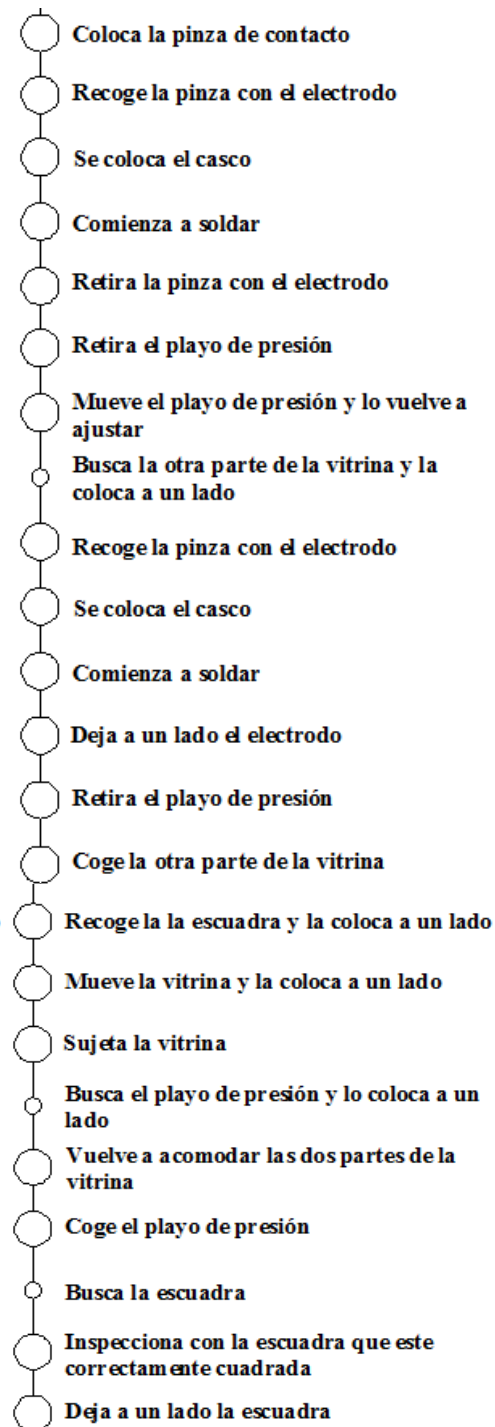 Coloca la pinza de contacto
Recoge la pinza con el electrodo
Se coloca el casco
Comienza a soldar
Retira la pinza con el electrodo
Retira el playo de presión
Mueve el playo de presión y lo vuelve a
ajustar
Busca la otra parte de la vitrina y la
coloca a un lado
Recoge la pinza con el electrodo
Se coloca el casco
Comienza a soldar
Deja a un lado el electrodo
Retira el playo de presión
Coge la otra parte de la vitrina
Recoge la la escuadra y la coloca a un lado
Mueve la vitrina y la coloca a un lado
Sujeta la vitrina
Busca el playo de presión y lo coloca a un
lado
Vuelve a acomodar las dos partes de la
vitrina
Coge el playo de presión
Busca la escuadra
Inspecciona con la escuadra que este
correctamente cuadrada
Deja a un lado la escuadra